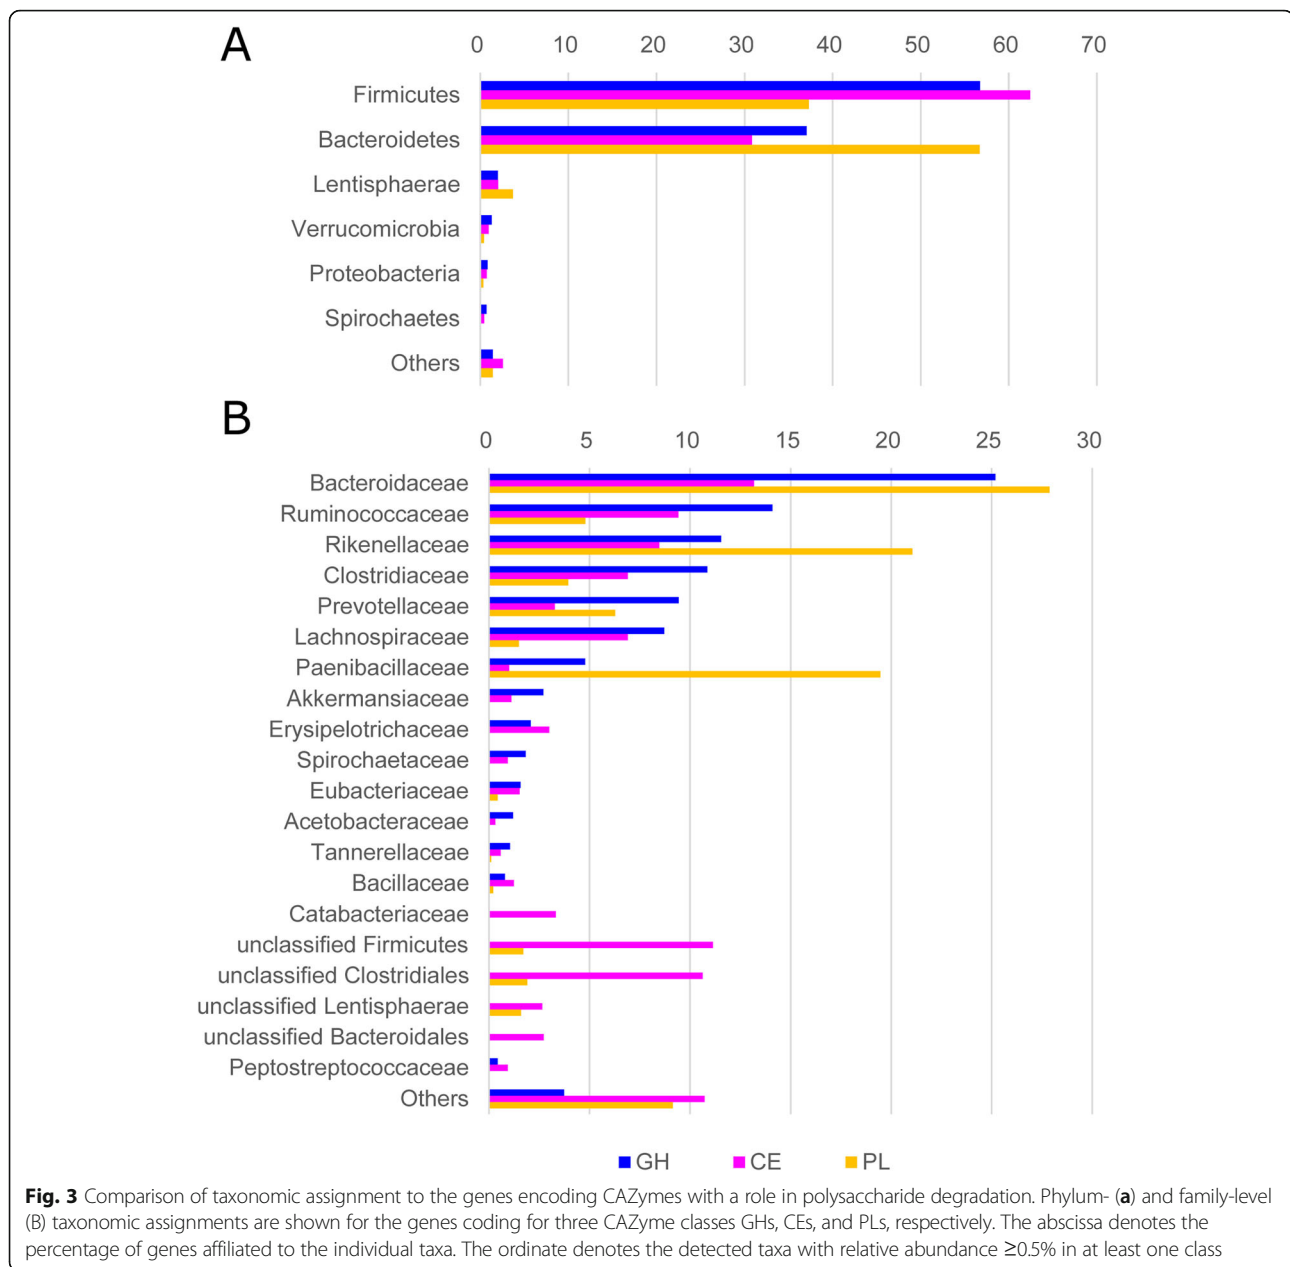 A
0 10 20 30 40 50 60 70
Firmicutes
Bacteroidetes
Lentisphaerae
Verrucomicrobia
Proteobacteria
Spirochaetes
Others
B
0 5 10 15 20 25 30
Bacteroidaceae
Ruminococcaceae
Rikenellaceae
Clostridiaceae
Prevotellaceae
Lachnospiraceae
Paenibacillaceae
Akkermansiaceae
Erysipelotrichaceae
Spirochaetaceae
Eubacteriaceae
Acetobacteraceae
Tannerellaceae
Bacillaceae
Catabacteriaceae
unclassified Firmicutes
unclassified Clostridiales
unclassified Lentisphaerae
unclassified Bacteroidales
Peptostreptococcaceae
Others
GH CE PL
Fig. 3 Comparison of taxonomic assignment to the genes encoding CAZymes with a role in polysaccharide degradation. Phylum- (a) and family-level
(B) taxonomic assignments are shown for the genes coding for three CAZyme classes GHs, CEs, and PLs, respectively. The abscissa denotes the
percentage of genes affiliated to the individual taxa. The ordinate denotes the detected taxa with relative abundance ≥0.5% in at least one class